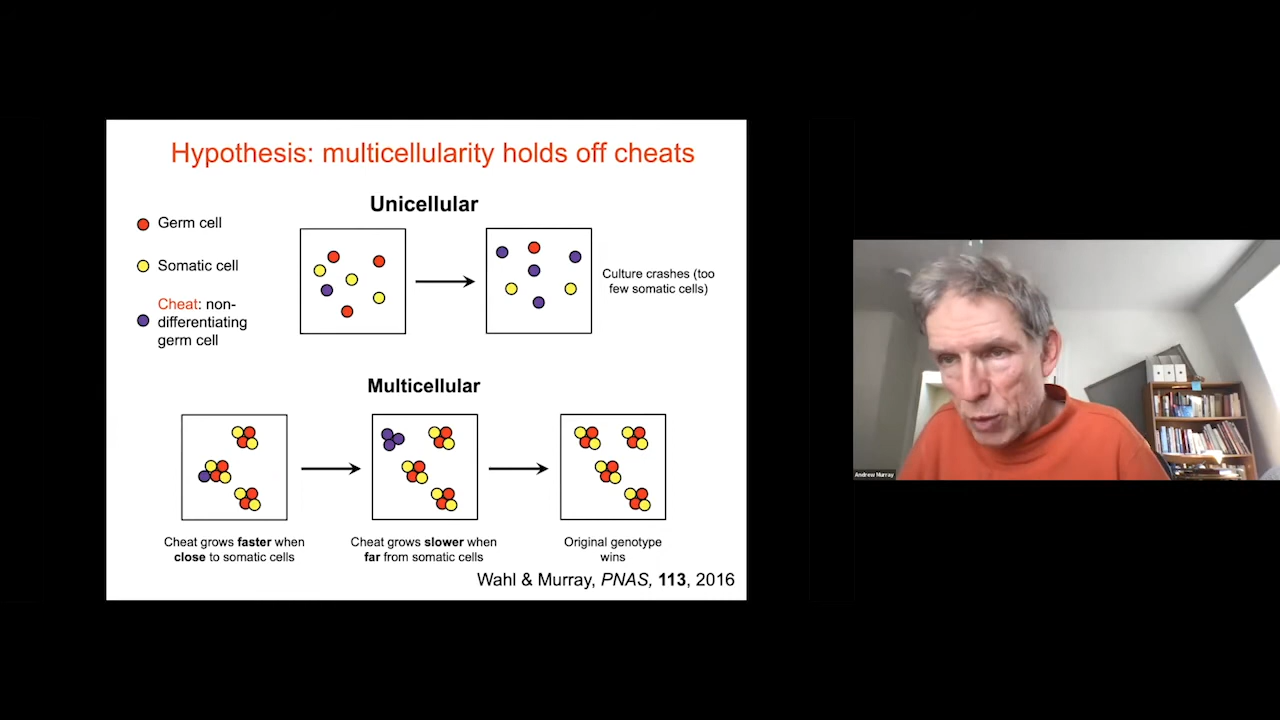 Hypothesis: multicellularity holds off cheats
Unicellular
Germ cell
Somatic cell
Cheat: non-
differentiating
germ cell
Culture crashes (too
few somatic cells)
Multicellular
Cheat grows faster when
close to somatic cells
Cheat grows slower when
far from somatic cells
Original genotype
wins
Wahl & Murray, PNAS, 113, 2016
Andrew Murray